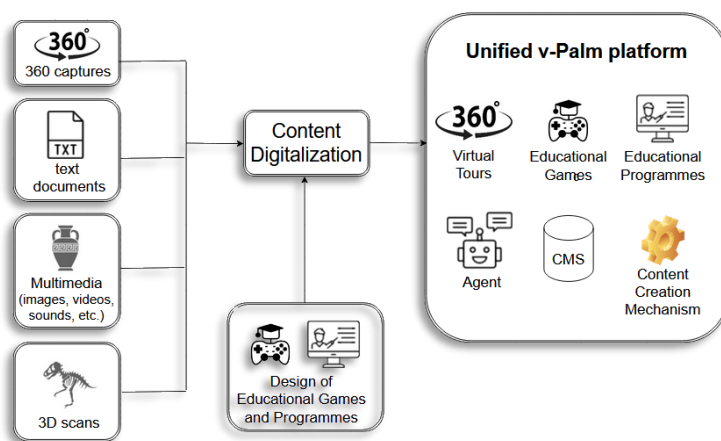 360°
360 captures
TXT
text
documents
Multimedia
(images, videos,
sounds, etc.)
3D scans
Content
Digitalization
Design of
Educational Games
and Programmes
Unified v-Palm platform
360°
Virtual
Tours
Educational
Games
Educational
Programmes
Agent
CMS
Content
Creation
Mechanism